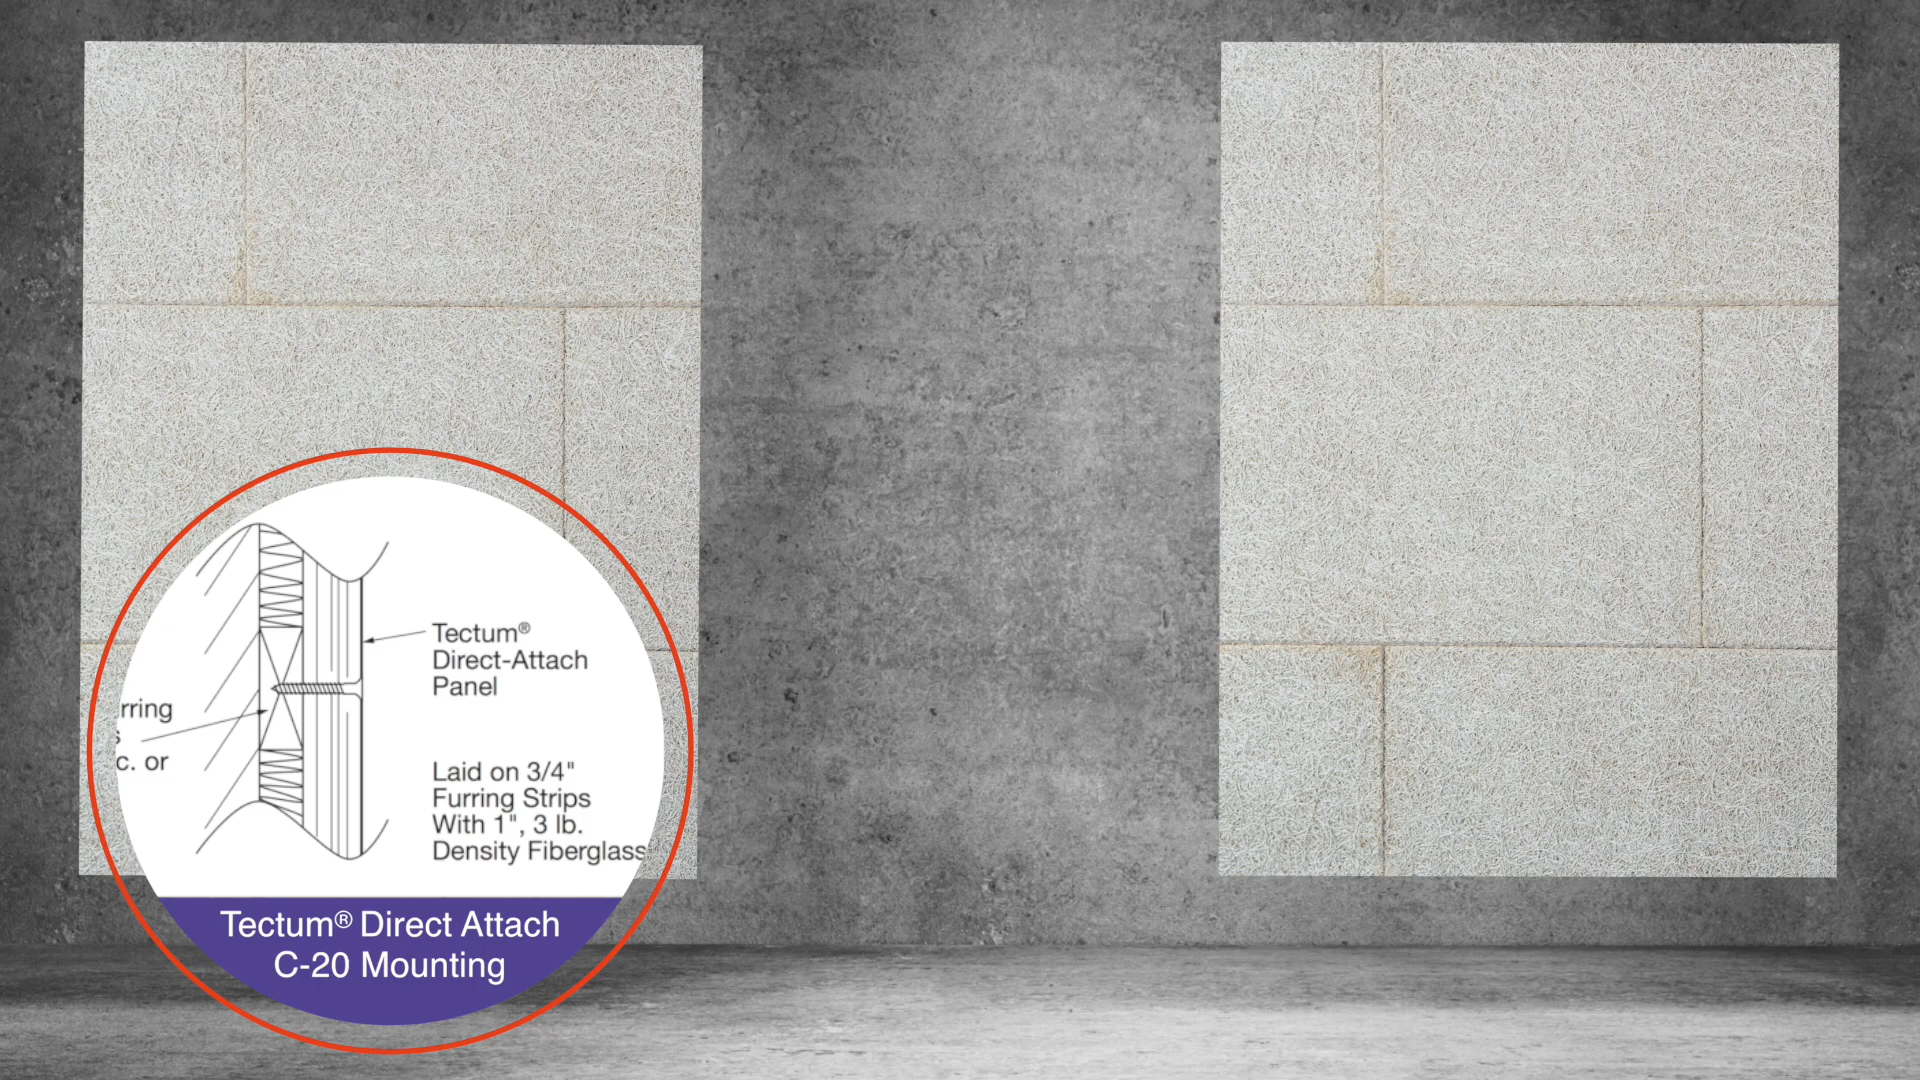 Tectum®
Direct-Attach
Panel
rring
s
c. or
Laid on 3/4"
Furring Strips
With 1", 3 lb.
Density Fiberglass
Tectum® Direct Attach
C-20 Mounting